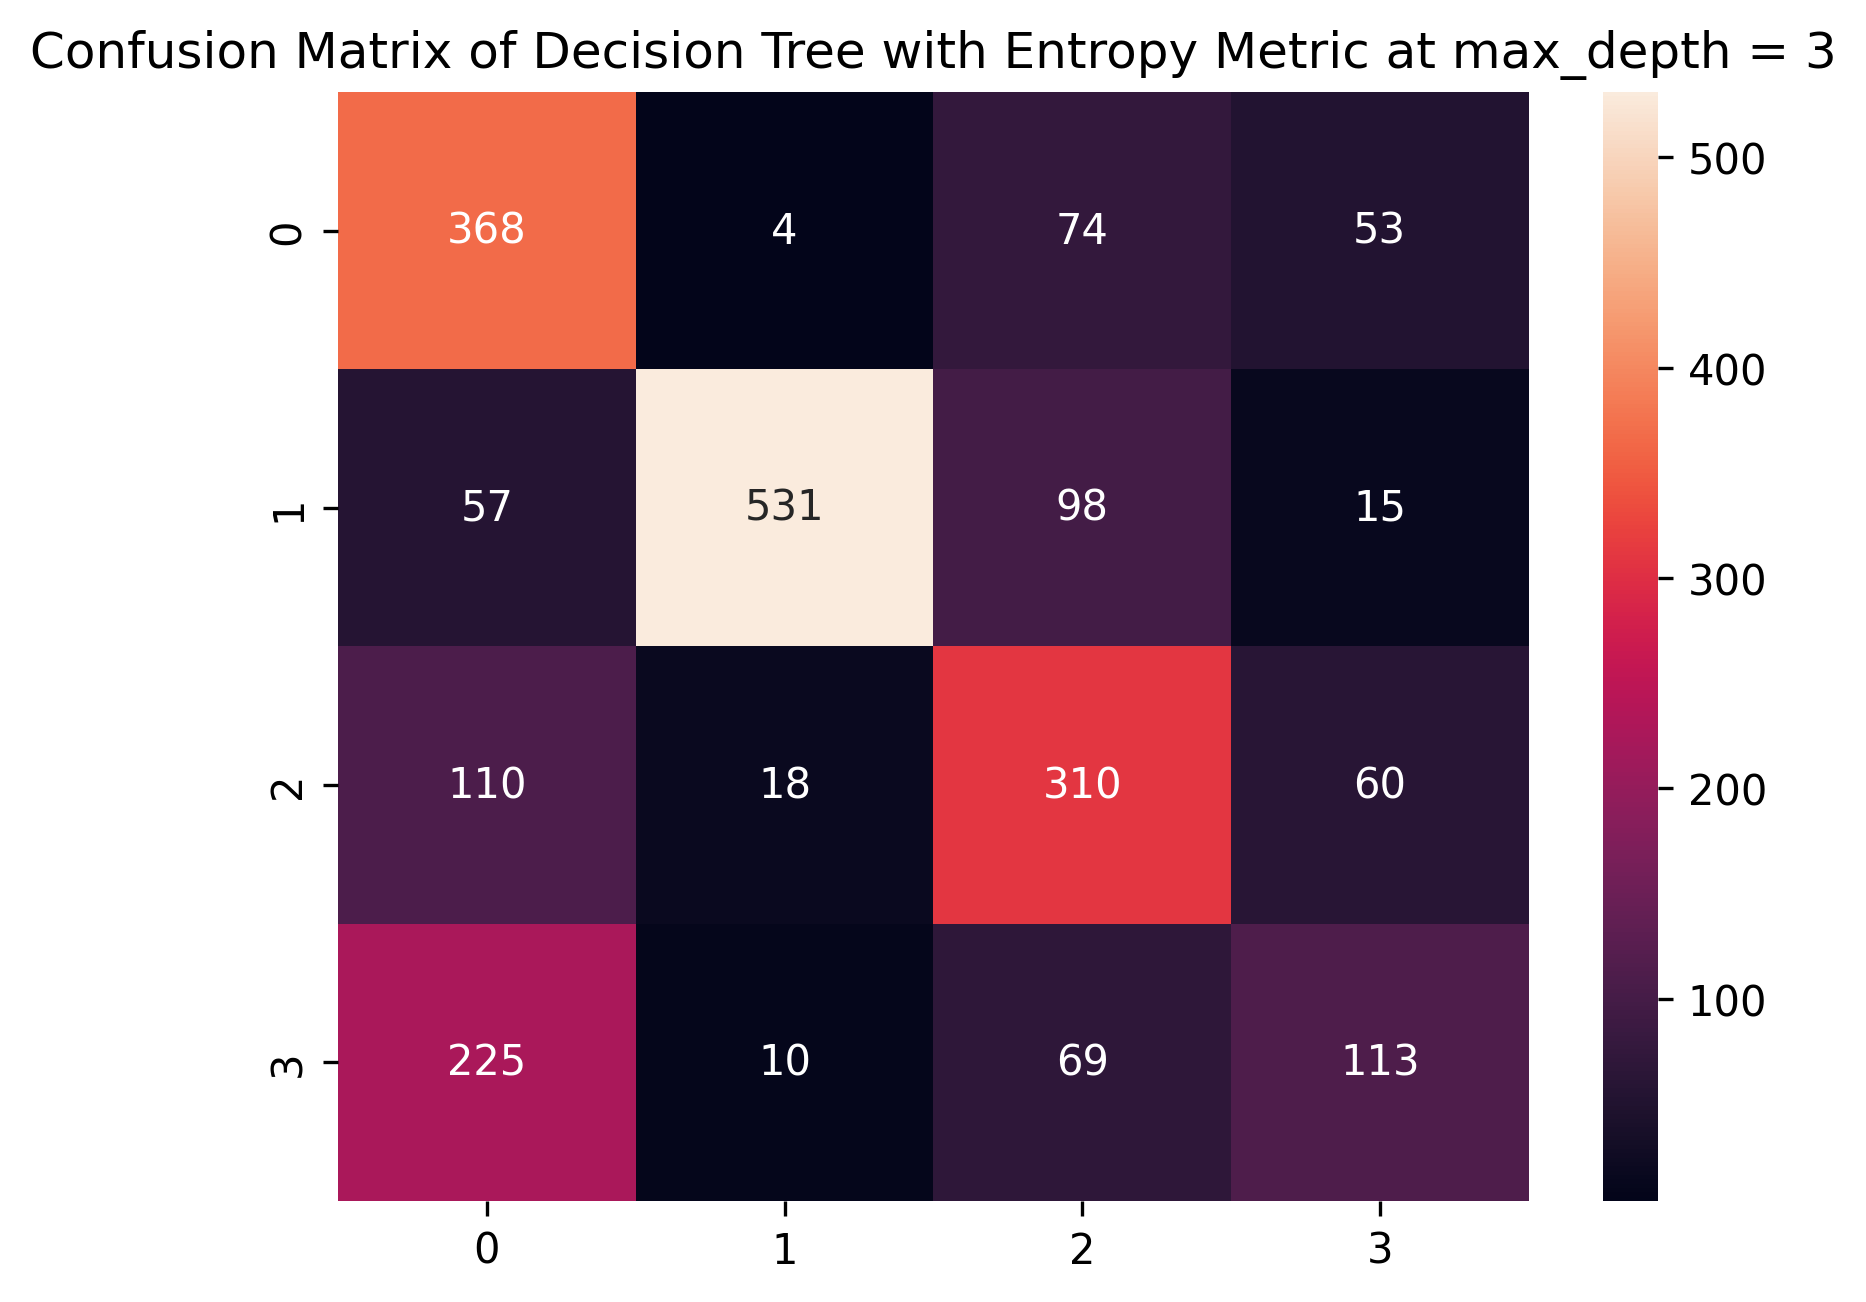 Confusion Matrix of Decision Tree with Entropy Metric at max_depth = 3
0 368 4 74 53
1 57 531 98 15
2 110 18 310 60
3 225 10 69 113
0 1 2 3
500
400
300
200
100